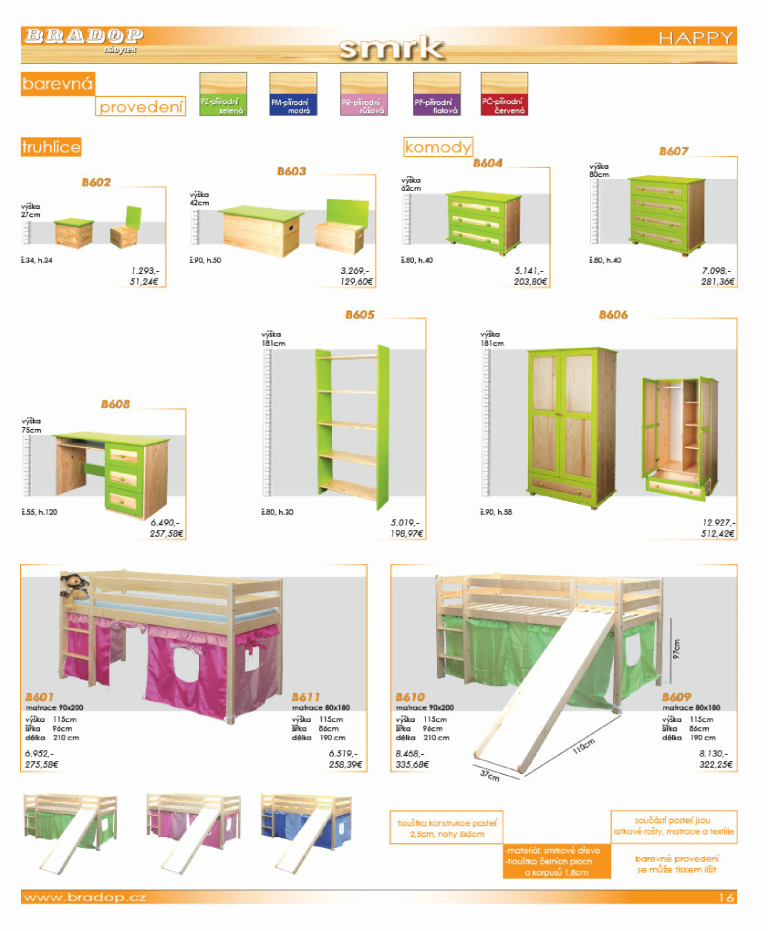 BRADOP
nábytek
smrk
HAPPY
barevná
provedení
PZ-přírodní
zelená
PM-přírodní
modrá
PR-přírodní
růžová
PF-přírodní
fialová
PČ-přírodní
červená
truhlice
komody
B602
výška
27cm
š.34, h.34
1.293,-
51,24€
B603
výška
42cm
š.90, h.50
3.269,-
129,60€
B604
výška
62cm
š.80, h.40
5.141,-
203,80€
B607
výška
80cm
š.80, h.40
7.098,-
281,36€
B608
výška
75cm
š.55, h.120
6.490,-
257,58€
B605
výška
181cm
š.80, h.30
5.019,-
198,97€
B606
výška
181cm
š.90, h.58
12.927,-
512,42€
B601
matrace 90x200
výška 115cm
šířka 96cm
délka 210 cm
6.952,-
275,58€
B611
matrace 80x180
výška 115cm
šířka 86cm
délka 190 cm
6.519,-
258,39€
B610
matrace 90x200
výška 115cm
šířka 96cm
délka 210 cm
8.468,-
335,68€
97cm
110cm
37cm
B609
matrace 80x180
výška 115cm
šířka 86cm
délka 190 cm
8.130,-
322,25€
tloušťka konstrukce postelí
2,5cm, nohy 5x5cm
-materiál: smrkové dřevo
-tloušťka čelních ploch
a korpusů 1,8cm
součástí postelí jsou
laťkové rošty, matrace a textilie
barevné provedení
se může tiskem lišit
www.bradop.cz
16